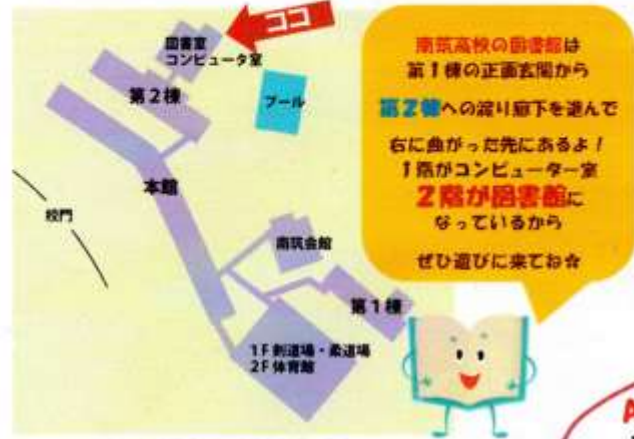 ココ
図書室
コンピュータ室
プール
第2棟
本館
校門
南筑会館
第1棟
1F 剣道場・柔道場
2F 体育館
南筑高校の図書館は
第1棟の正面玄関から
第2棟への渡り廊下を進んで
右に曲がった先にあるよ！
1階がコンピューター室
2階が図書館に
なっているから
ぜひ遊びに来てね☆